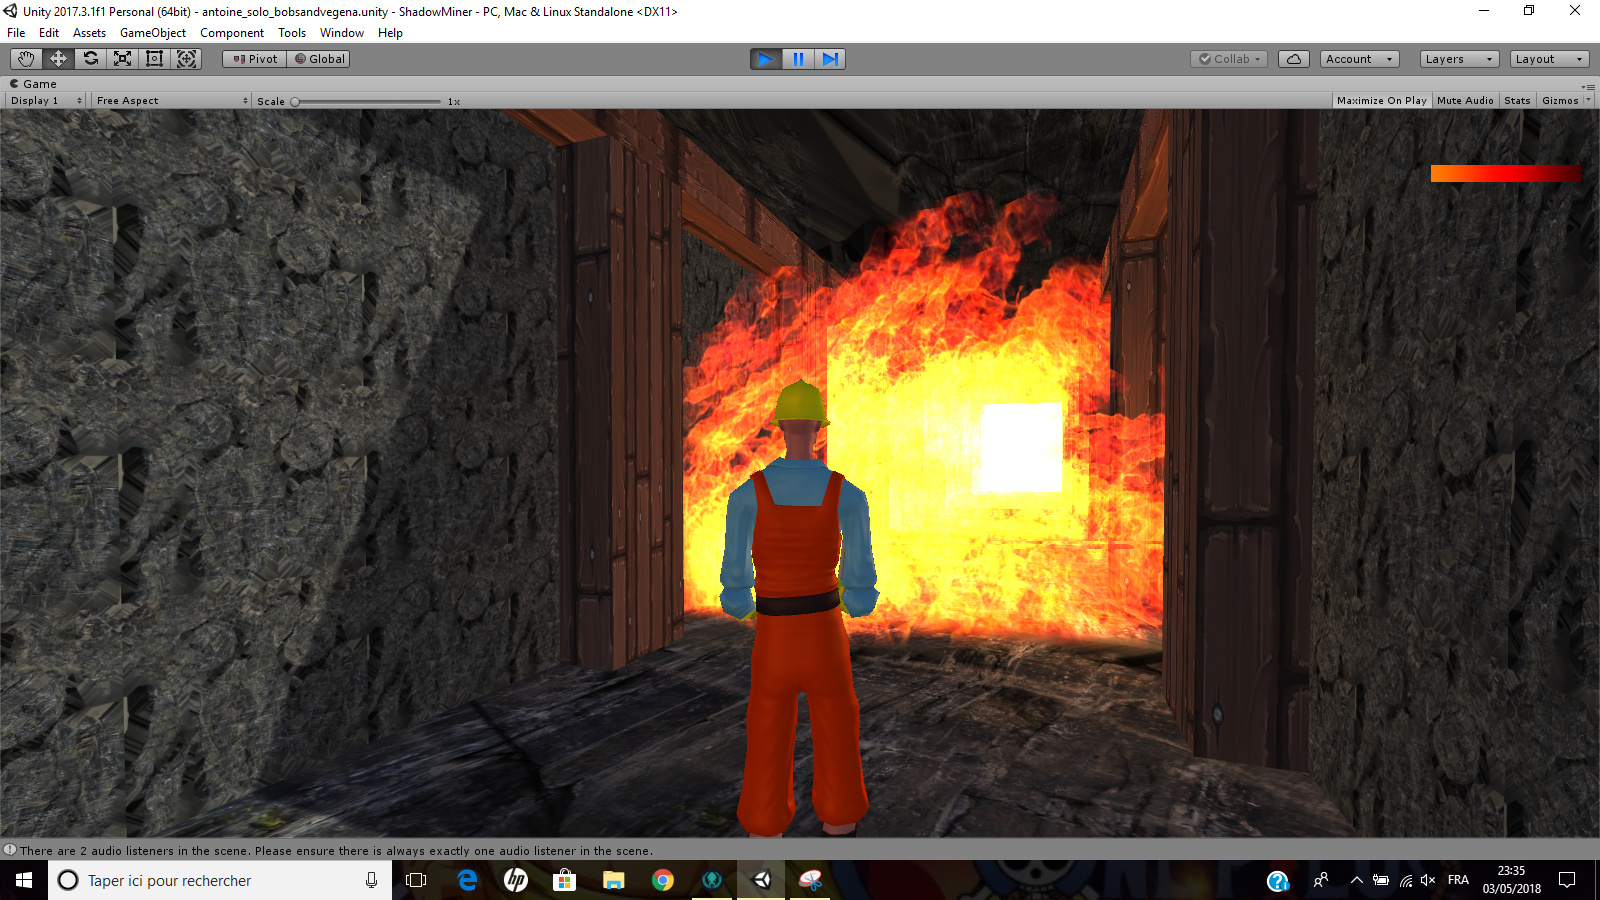 Unity 2017.3.1f1 Personal (64bit) - antoine_solo_bobsandvegena.unity - ShadowMiner - PC, Mac & Linux Standalone <DX11>
File Edit Assets GameObject Component Tools Window Help
Pivot Global Collab Account Layers Layout
Game
Display 1 Free Aspect Scale 1x Maximize On Play Mute Audio Stats Gizmos
There are 2 audio listeners in the scene. Please ensure there is always exactly one audio listener in the scene.
Taper ici pour rechercher
hp
FRA
23:35
03/05/2018